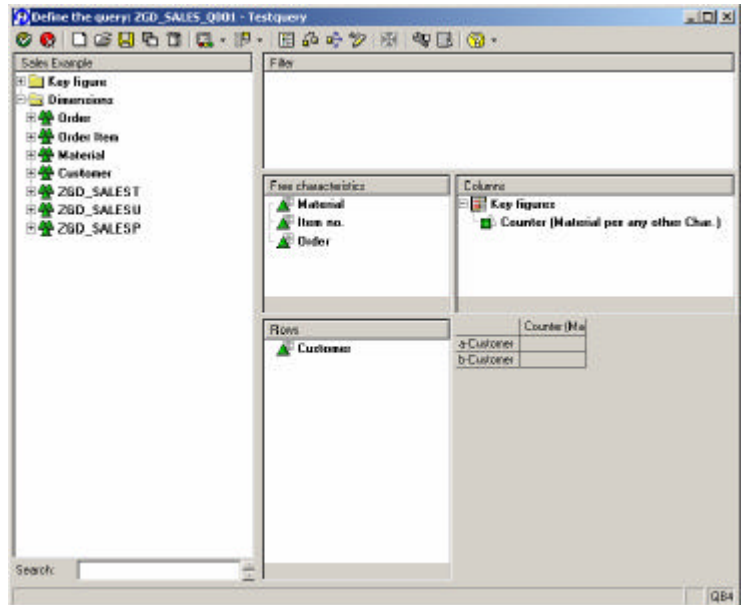 Define the query: ZGD_SALES_Q001 - Testquery
Sales Example
Key figure
Dimensions
Order
Order Item
Material
Customer
ZGD_SALEST
ZGD_SALESU
ZGD_SALESP
Search:
Filter
Free characteristics
Material
Item no.
Order
Columns
Key figures
Counter (Material per any other Char.)
Rows
Customer
Counter (Ma
a-Customer
b-Customer
QB4